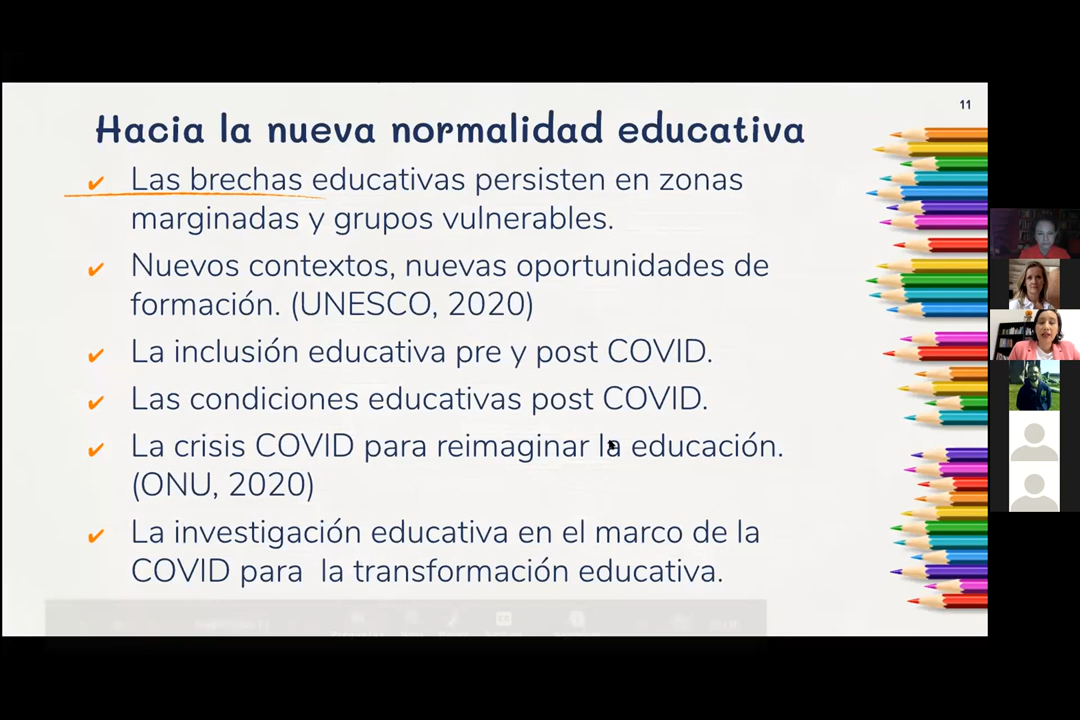 11
Hacia la nueva normalidad educativa
✔ Las brechas educativas persisten en zonas
marginadas y grupos vulnerables.
✔ Nuevos contextos, nuevas oportunidades de
formación. (UNESCO, 2020)
✔ La inclusión educativa pre y post COVID.
✔ Las condiciones educativas post COVID.
✔ La crisis COVID para reimaginar la educación.
(ONU, 2020)
✔ La investigación educativa en el marco de la
COVID para  la transformación educativa.